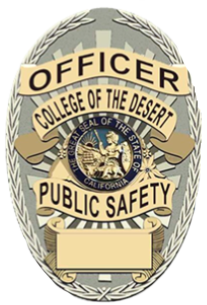 OFFICER
COLLEGE OF THE DESERT
THE GREAT SEAL OF THE STATE OF
CALIFORNIA
PUBLIC SAFETY